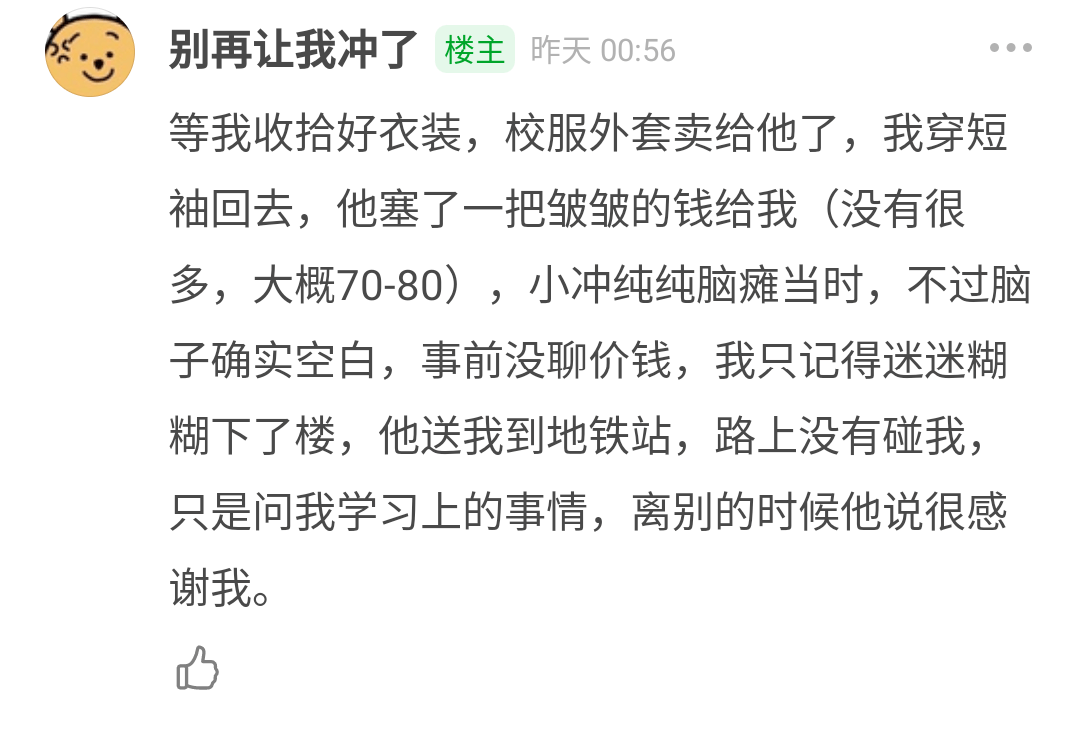 别再让我冲了 楼主 昨天 00:56
等我收拾好衣装，校服外套卖给他了，我穿短
袖回去，他塞了一把皱皱的钱给我（没有很
多，大概70-80），小冲纯纯脑瘫当时，不过脑
子确实空白，事前没聊价钱，我只记得迷迷糊
糊下了楼，他送我到地铁站，路上没有碰我，
只是问我学习上的事情，离别的时候他说很感
谢我。